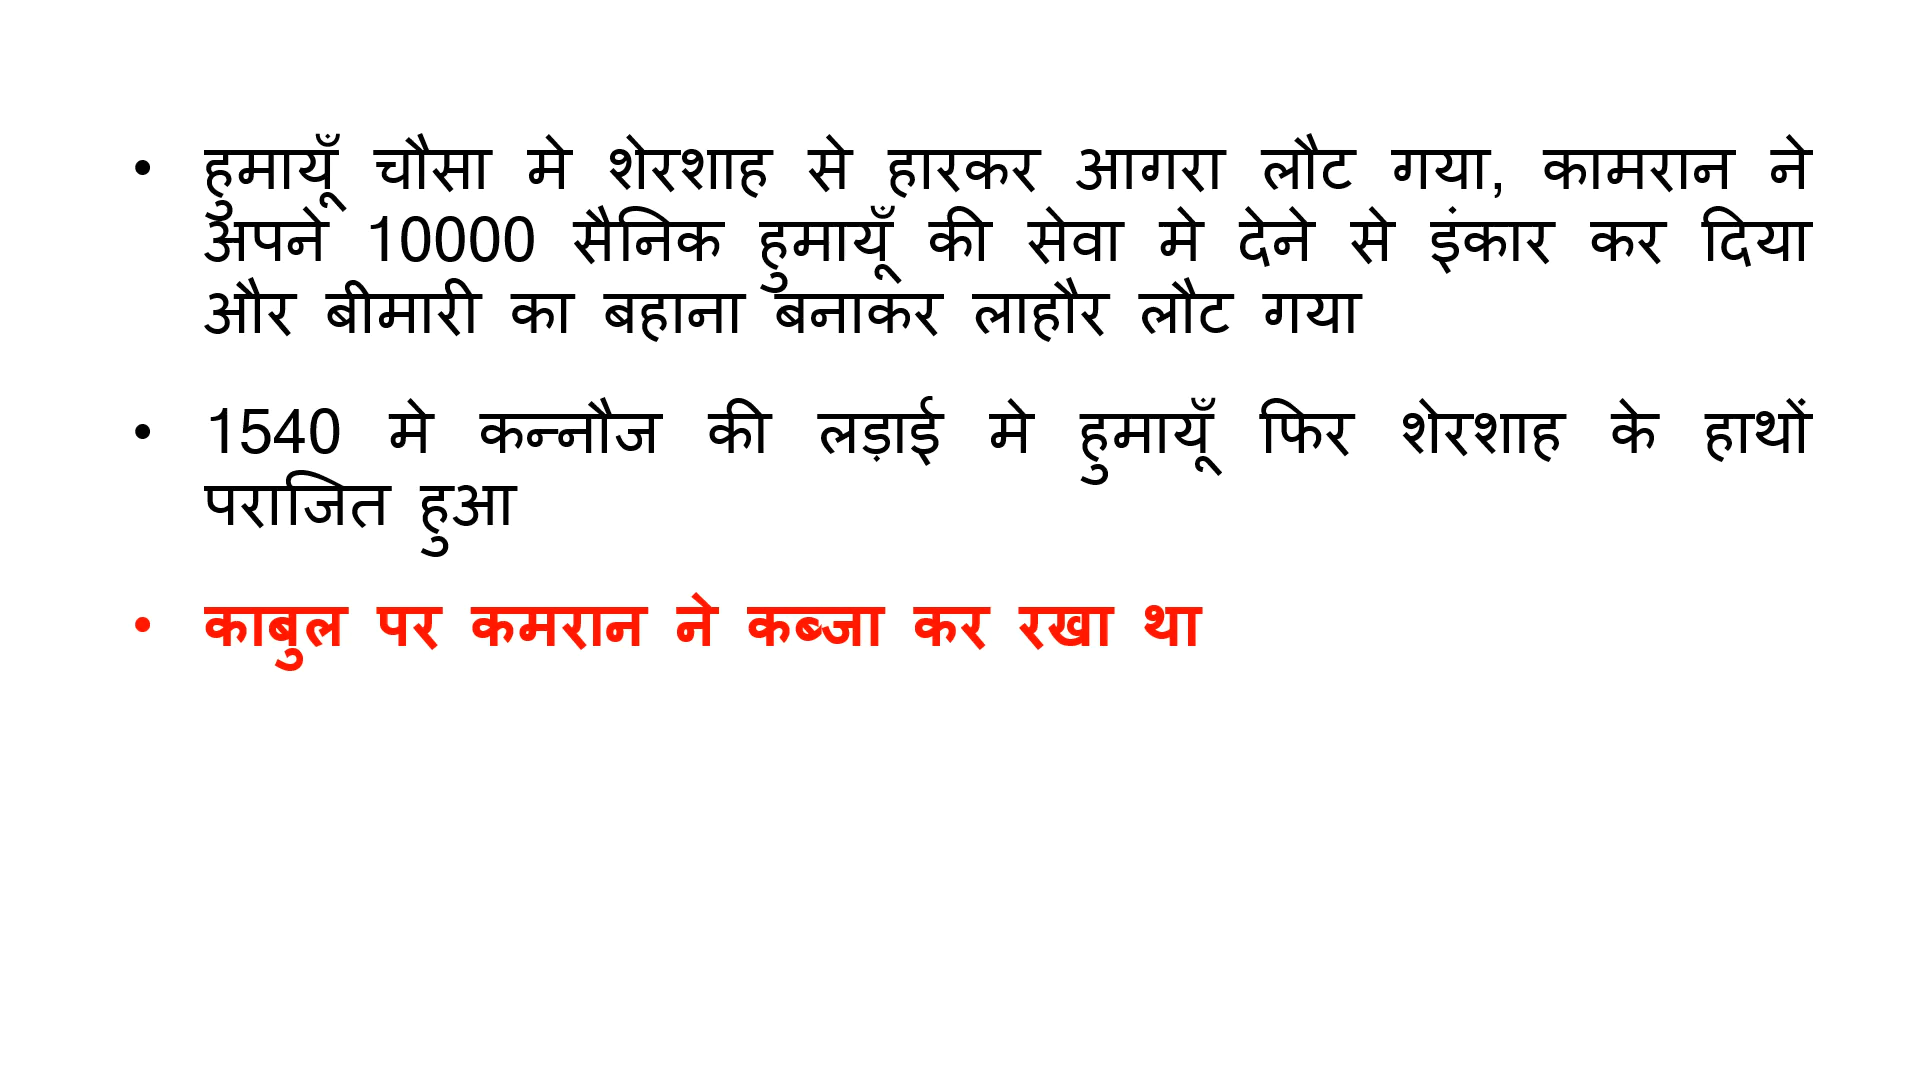 • हुमायूँ चौसा मे शेरशाह से हारकर आगरा लौट गया, कामरान ने
अपने 10000 सैनिक हुमायूँ की सेवा मे देने से इंकार कर दिया
और बीमारी का बहाना बनाकर लाहौर लौट गया
• 1540 मे कन्नौज की लड़ाई मे हुमायूँ फिर शेरशाह के हाथों
पराजित हुआ
• काबुल पर कमरान ने कब्जा कर रखा था